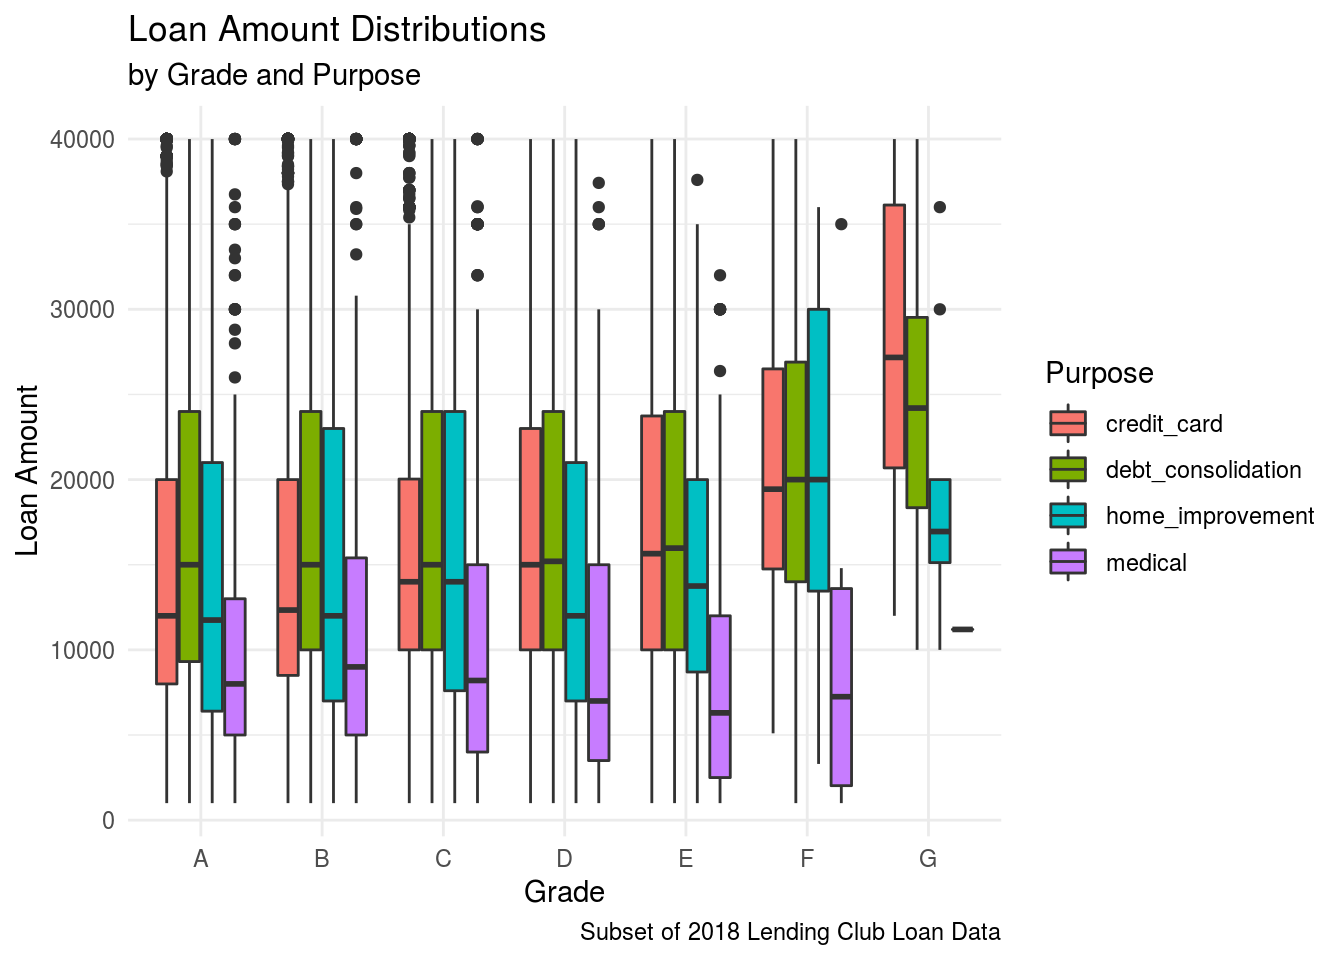 Loan Amount Distributions
by Grade and Purpose
Loan Amount
40000
30000
20000
10000
0
A B C D E F G
Grade
Purpose
credit_card
debt_consolidation
home_improvement
medical
Subset of 2018 Lending Club Loan Data